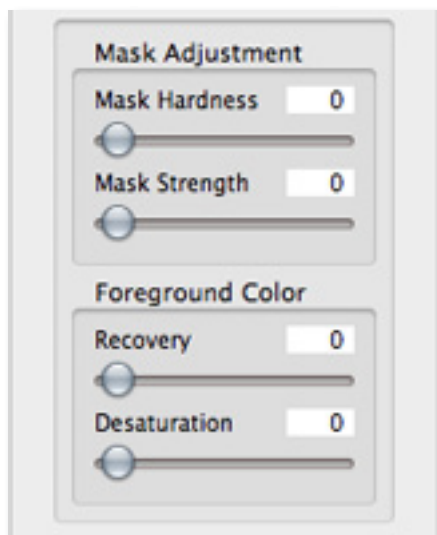 Mask Adjustment
Mask Hardness 0
Mask Strength 0
Foreground Color
Recovery 0
Desaturation 0